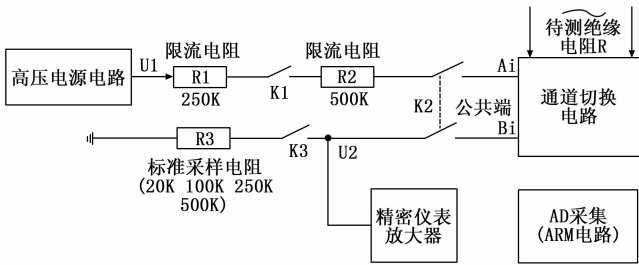 待测绝缘
电阻R
高压电源电路
U1
限流电阻
R1
250K
K1
限流电阻
R2
500K
K2
Ai
公共端
Bi
通道切换
电路
R3
标准采样电阻
(20K 100K 250K
500K)
K3
U2
精密仪表
放大器
AD采集
(ARM电路)